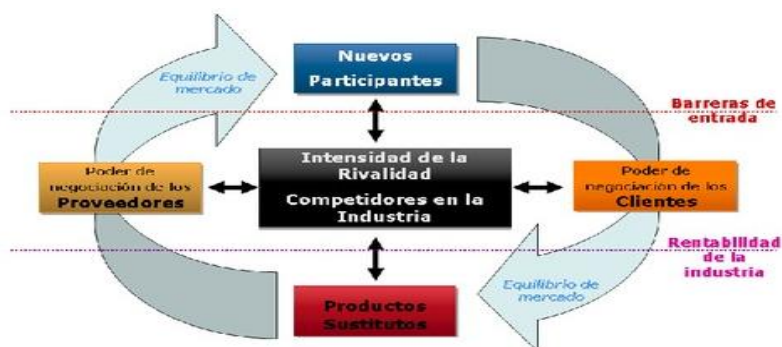 Nuevos
Participantes
Equilibrio de
mercado
Barreras de
entrada
Intensidad de la
Rivalidad
Competidores en la
Industria
Poder de
negociación de los
Proveedores
Poder de
negociación de los
Clientes
Rentabilidad
de la
industria
Equilibrio de
mercado
Productos
Sustitutos